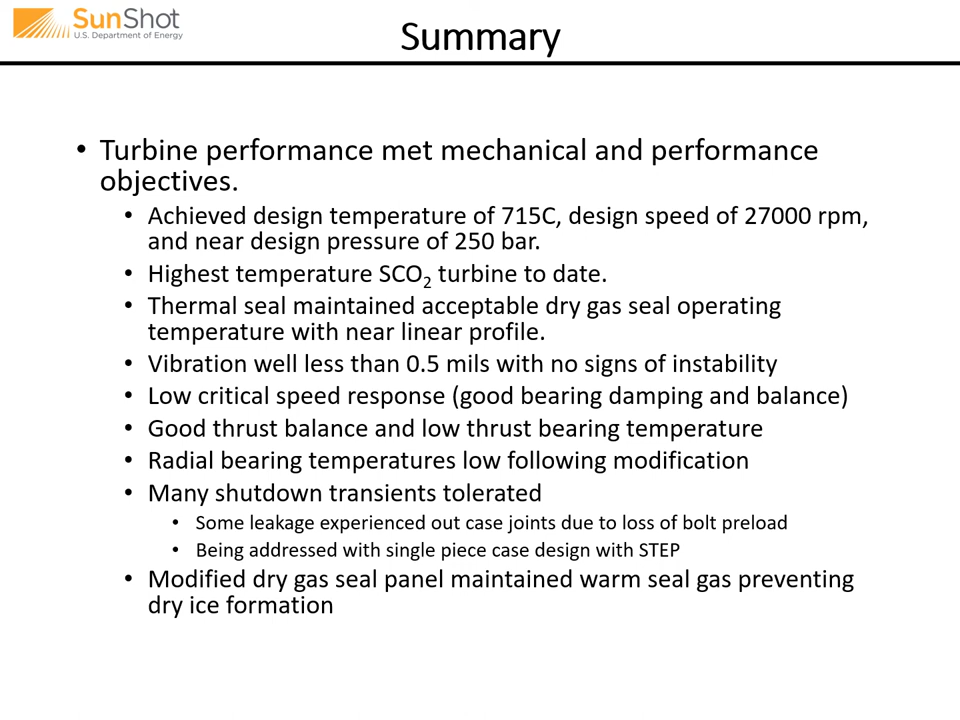 SunShot
U.S. Department of Energy
Summary
• Turbine performance met mechanical and performance
objectives.
• Achieved design temperature of 715C, design speed of 27000 rpm,
and near design pressure of 250 bar.
• Highest temperature SCO₂ turbine to date.
• Thermal seal maintained acceptable dry gas seal operating
temperature with near linear profile.
• Vibration well less than 0.5 mils with no signs of instability
• Low critical speed response (good bearing damping and balance)
• Good thrust balance and low thrust bearing temperature
• Radial bearing temperatures low following modification
• Many shutdown transients tolerated
• Some leakage experienced out case joints due to loss of bolt preload
• Being addressed with single piece case design with STEP
• Modified dry gas seal panel maintained warm seal gas preventing
dry ice formation